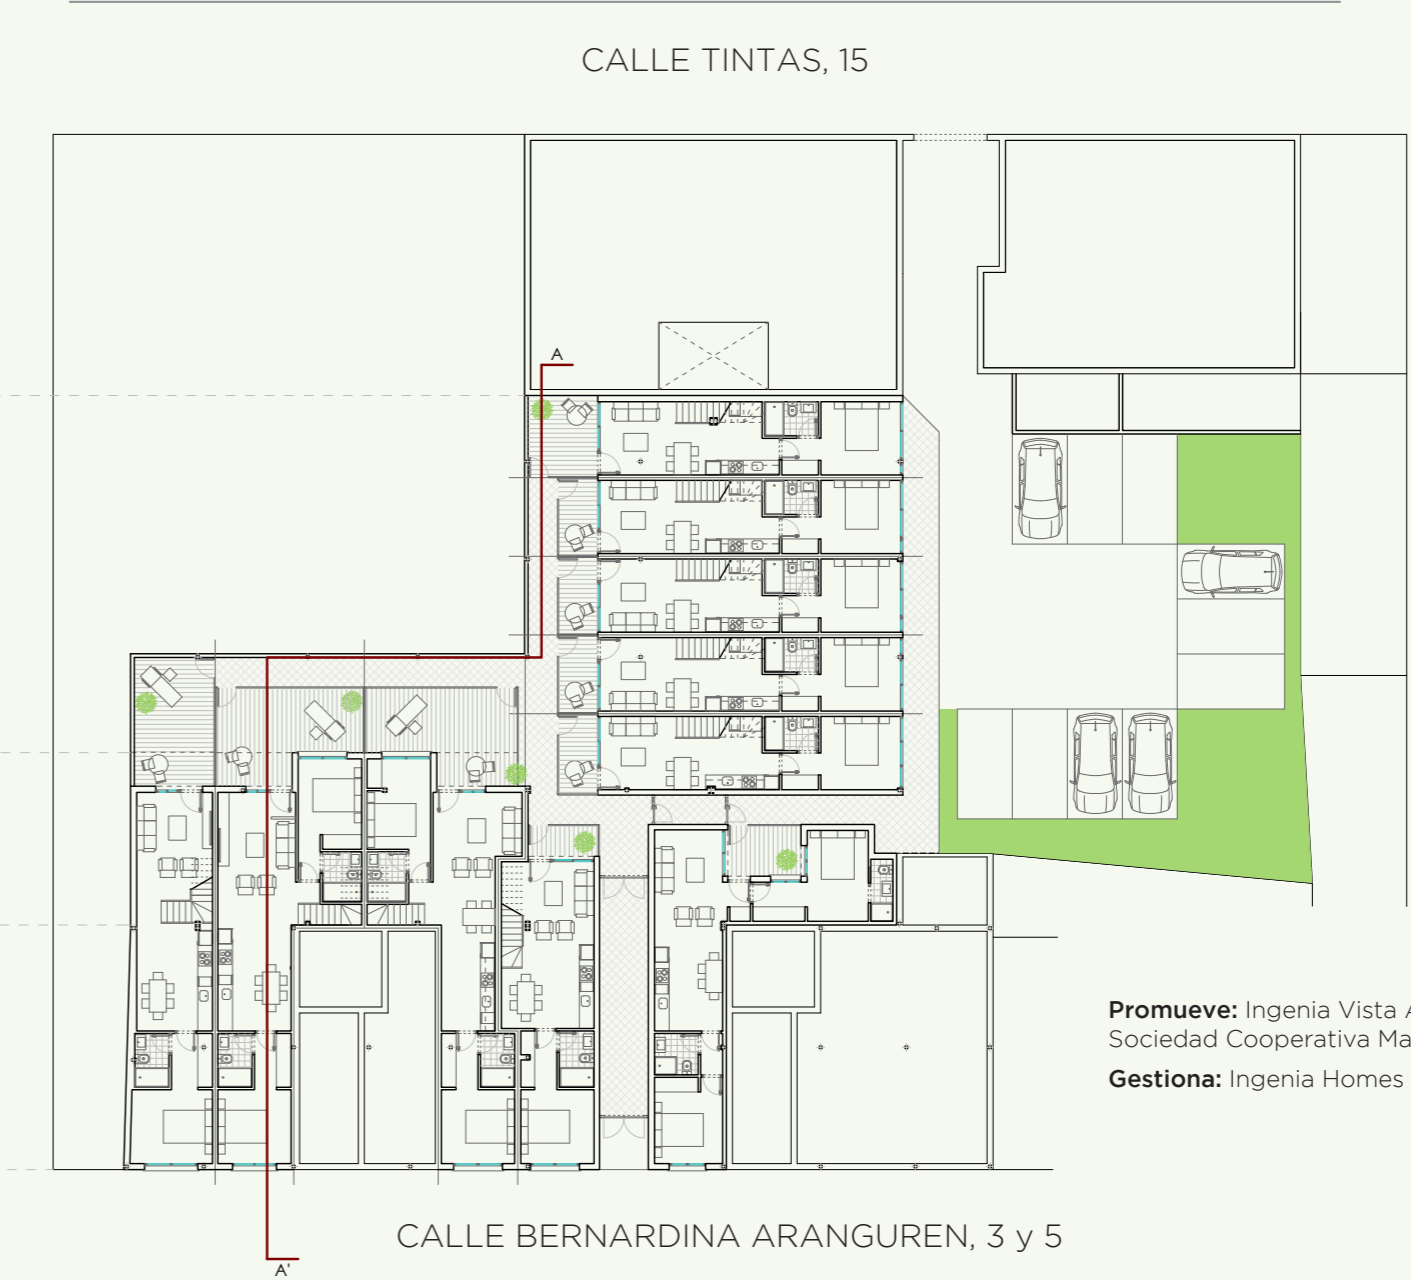 CALLE TINTAS, 15
A
Promueve: Ingenia Vista A
Sociedad Cooperativa Ma
Gestiona: Ingenia Homes
CALLE BERNARDINA ARANGUREN, 3 y 5
A'